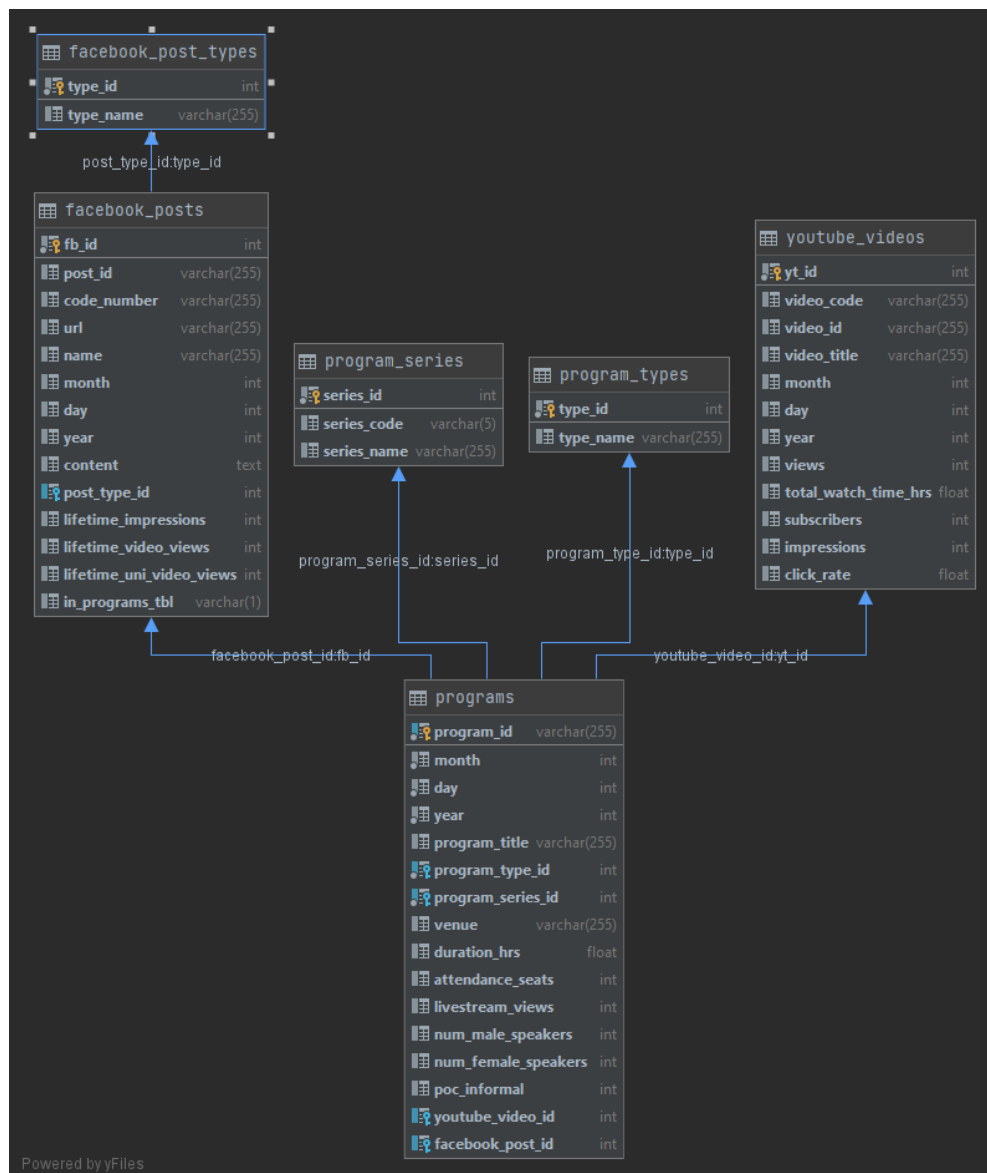 facebook_post_types
type_id int
type_name varchar(255)
post_type_id:type_id
facebook_posts
fb_id int
post_id varchar(255)
code_number varchar(255)
url varchar(255)
name varchar(255)
month int
day int
year int
content text
post_type_id int
lifetime_impressions int
lifetime_video_views int
lifetime_uni_video_views int
in_programs_tbl varchar(1)
program_series
series_id int
series_code varchar(5)
series_name varchar(255)
program_types
type_id int
type_name varchar(255)
youtube_videos
yt_id int
video_code varchar(255)
video_id varchar(255)
video_title varchar(255)
month int
day int
year int
views int
total_watch_time_hrs float
subscribers int
impressions int
click_rate float
program_series_id:series_id
program_type_id:type_id
facebook_post_id:fb_id
youtube_video_id:yt_id
programs
program_id varchar(255)
month int
day int
year int
program_title varchar(255)
program_type_id int
program_series_id int
venue varchar(255)
duration_hrs float
attendance_seats int
livestream_views int
num_male_speakers int
num_female_speakers int
poc_informal int
youtube_video_id int
facebook_post_id int
Powered by yFiles